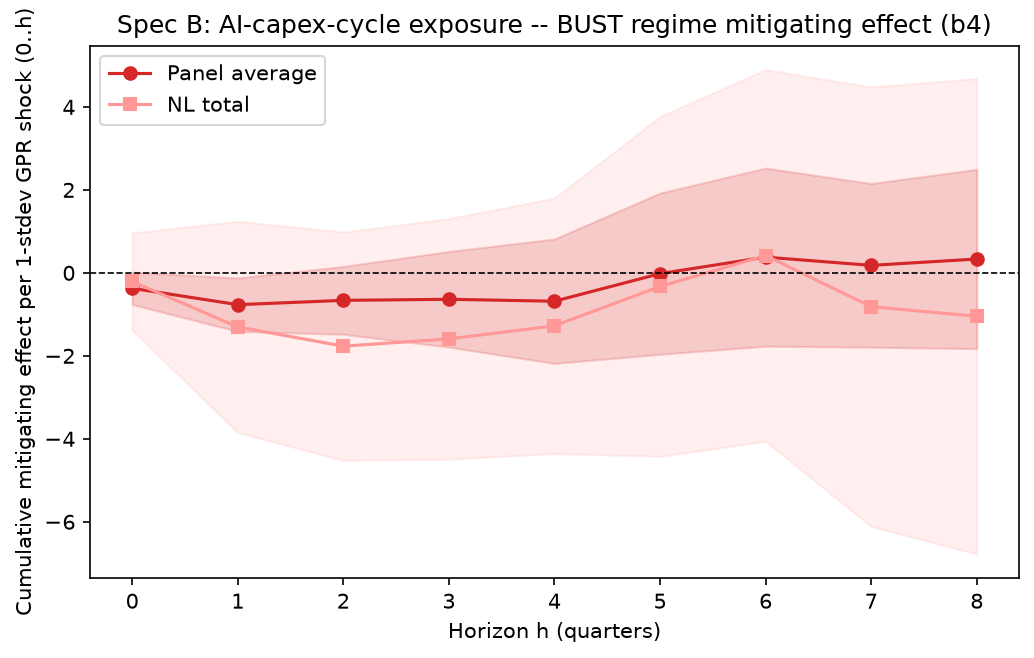 Spec B: AI-capex-cycle exposure -- BUST regime mitigating effect (b4)
Cumulative mitigating effect per 1-stdev GPR shock (0..h)
Panel average
NL total
4
2
0
−2
−4
−6
0 1 2 3 4 5 6 7 8
Horizon h (quarters)